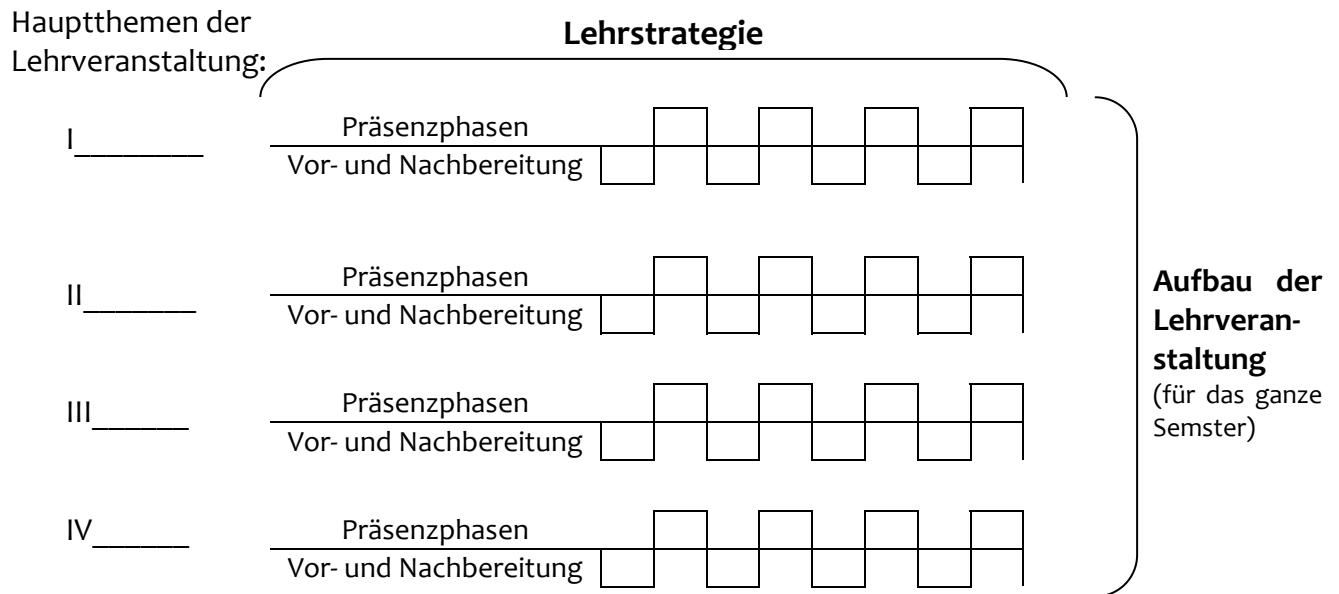 Hauptthemen der
Lehrveranstaltung:
Lehrstrategie
I_________
Präsenzphasen
Vor- und Nachbereitung
II________
Präsenzphasen
Vor- und Nachbereitung
III_______
Präsenzphasen
Vor- und Nachbereitung
IV_______
Präsenzphasen
Vor- und Nachbereitung
Aufbau der
Lehrveran-
staltung
(für das ganze
Semster)